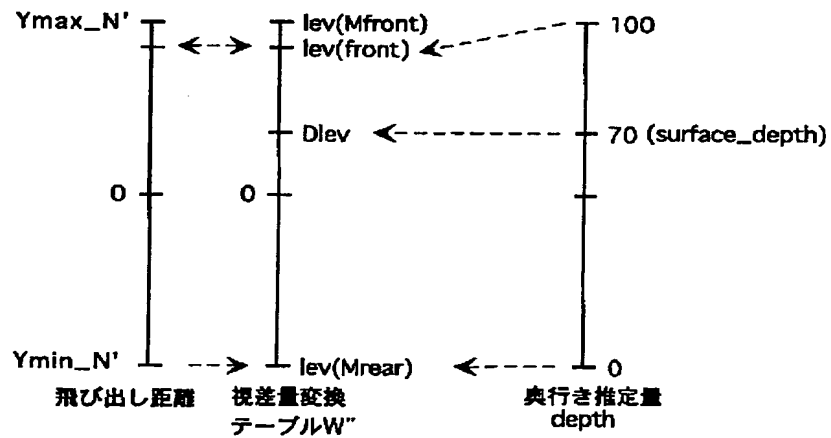 Ymax_N'
lev(Mfront)
lev(front)
100
Dlev
70 (surface_depth)
0
0
Ymin_N'
lev(Mrear)
0
飛び出し距離
視差量変換
テーブルW"
奥行き推定量
depth